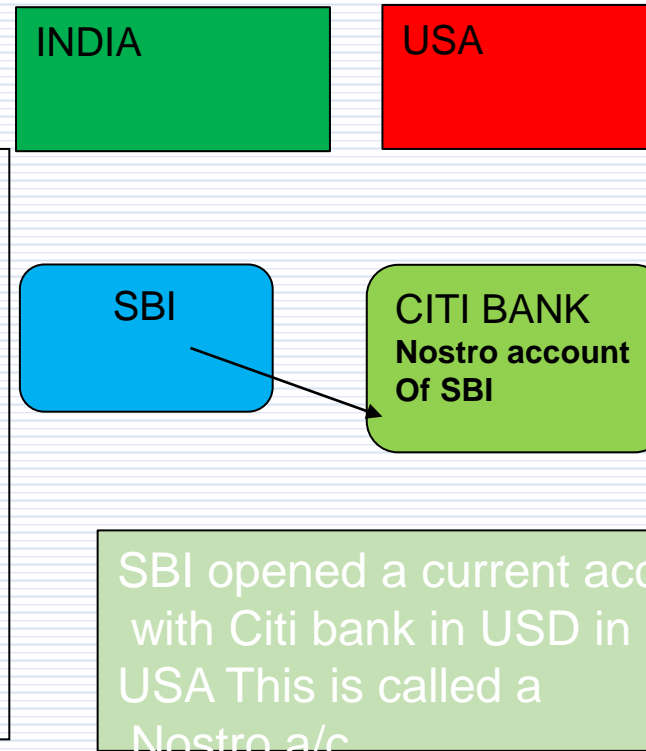 INDIA
USA
SBI
CITI BANK
Nostro account
Of SBI
SBI opened a current
with Citi bank in USD in
USA This is called a
Nostro a/c